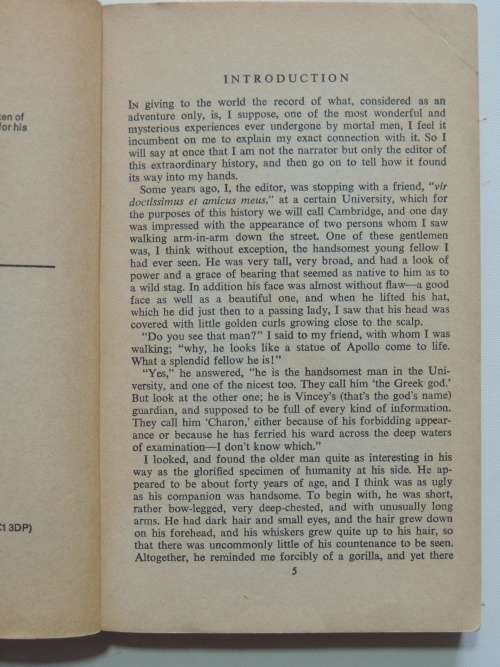 ten of
for his
C1 3DP)
INTRODUCTION
IN giving to the world the record of what, considered as an
adventure only, is, I suppose, one of the most wonderful and
mysterious experiences ever undergone by mortal men, I feel it
incumbent on me to explain my exact connection with it. So I
will say at once that I am not the narrator but only the editor of
this extraordinary history, and then go on to tell how it found
its way into my hands.
Some years ago, I, the editor, was stopping with a friend, "vir
doctissimus et amicus meus," at a certain University, which for
the purposes of this history we will call Cambridge, and one day
was impressed with the appearance of two persons whom I saw
walking arm-in-arm down the street. One of these gentlemen
was, I think without exception, the handsomest young fellow I
had ever seen. He was very tall, very broad, and had a look of
power and a grace of bearing that seemed as native to him as to
a wild stag. In addition his face was almost without flaw—a good
face as well as a beautiful one, and when he lifted his hat,
which he did just then to a passing lady, I saw that his head was
covered with little golden curls growing close to the scalp.
"Do you see that man?" I said to my friend, with whom I was
walking; "why, he looks like a statue of Apollo come to life.
What a splendid fellow he is!"
"Yes," he answered, "he is the handsomest man in the Uni-
versity, and one of the nicest too. They call him 'the Greek god.'
But look at the other one; he is Vincey's (that's the god's name)
guardian, and supposed to be full of every kind of information.
They call him 'Charon,' either because of his forbidding appear-
ance or because he has ferried his ward across the deep waters
of examination—I don't know which."
I looked, and found the older man quite as interesting in his
way as the glorified specimen of humanity at his side. He ap-
peared to be about forty years of age, and I think was as ugly
as his companion was handsome. To begin with, he was short,
rather bow-legged, very deep-chested, and with unusually long
arms. He had dark hair and small eyes, and the hair grew down
on his forehead, and his whiskers grew quite up to his hair, so
that there was uncommonly little of his countenance to be seen.
Altogether, he reminded me forcibly of a gorilla, and yet there
5